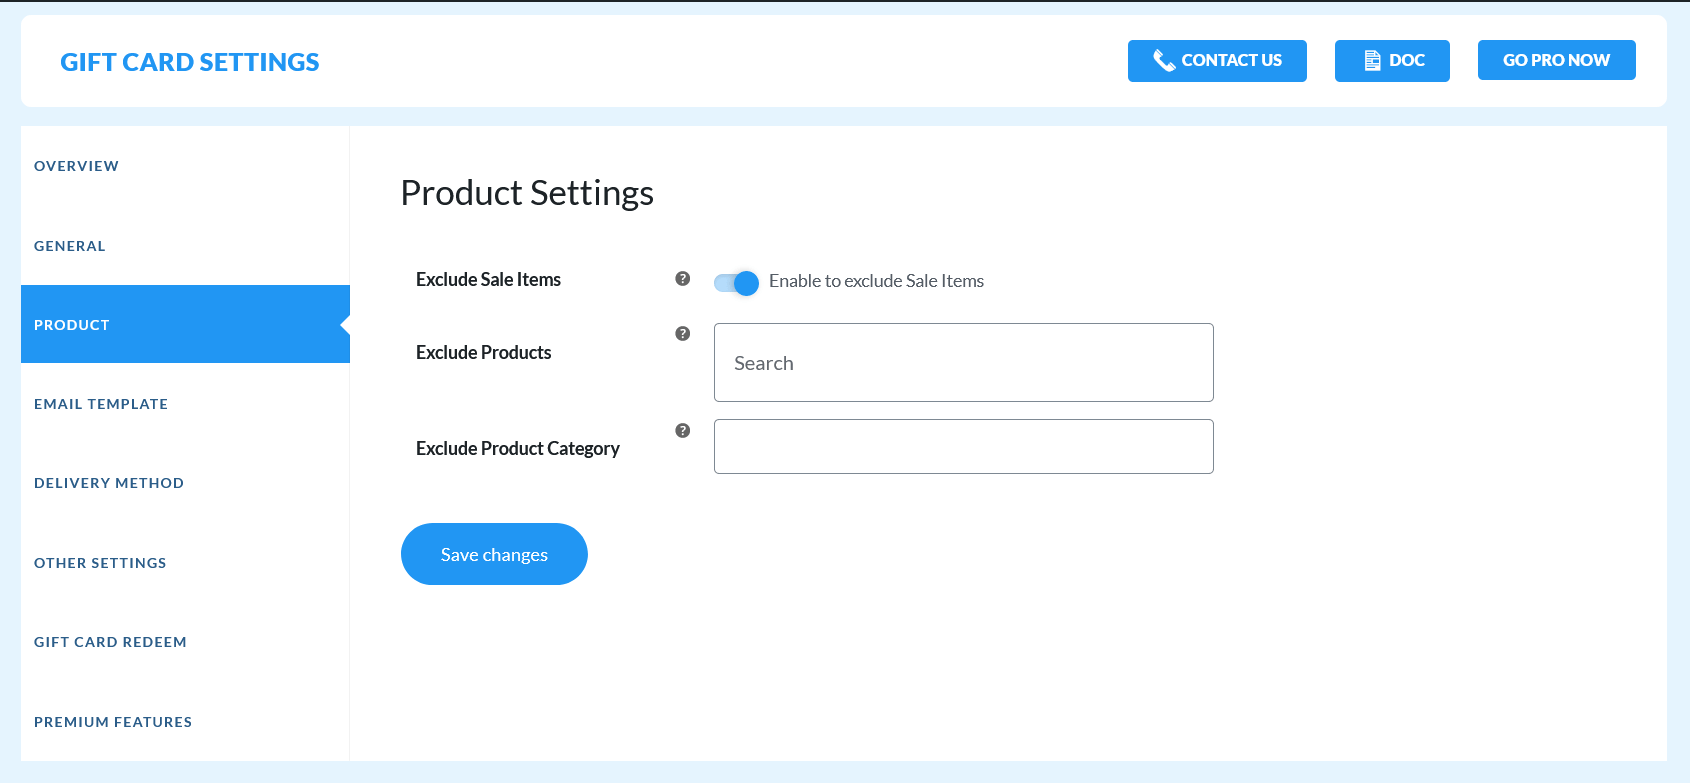 GIFT CARD SETTINGS
CONTACT US
DOC
GO PRO NOW
OVERVIEW
GENERAL
PRODUCT
EMAIL TEMPLATE
DELIVERY METHOD
OTHER SETTINGS
GIFT CARD REDEEM
PREMIUM FEATURES
Product Settings
Exclude Sale Items ? Enable to exclude Sale Items
Exclude Products ? Search
Exclude Product Category ?
Save changes